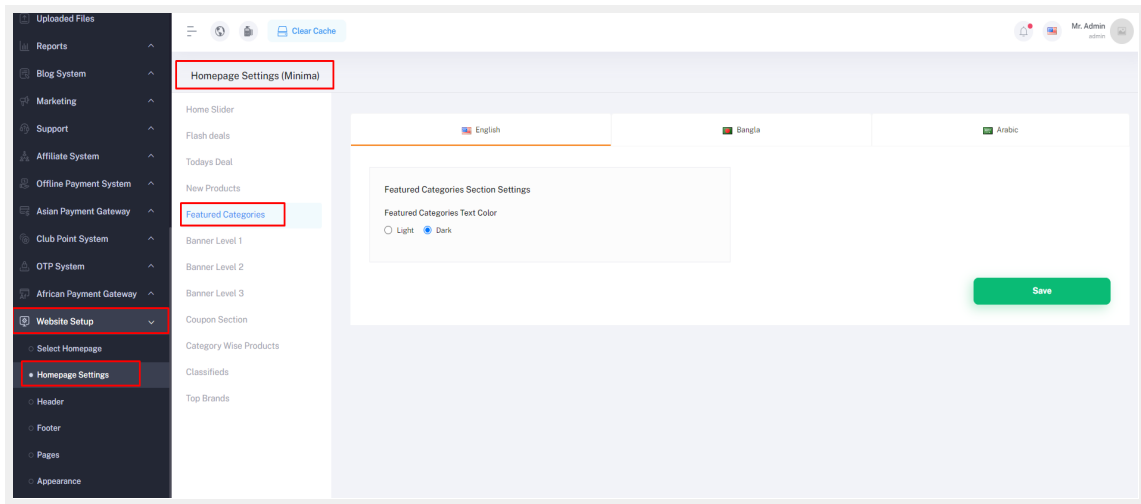 Uploaded Files
Reports
Blog System
Marketing
Support
Affiliate System
Offline Payment System
Asian Payment Gateway
Club Point System
OTP System
African Payment Gateway
Website Setup
Select Homepage
Homepage Settings
Header
Footer
Pages
Appearance
Clear Cache
Mr. Admin
admin
Homepage Settings (Minima)
Home Slider
Flash deals
Todays Deal
New Products
Featured Categories
Banner Level 1
Banner Level 2
Banner Level 3
Coupon Section
Category Wise Products
Classifieds
Top Brands
English Bangla Arabic
Featured Categories Section Settings
Featured Categories Text Color
Light Dark
Save